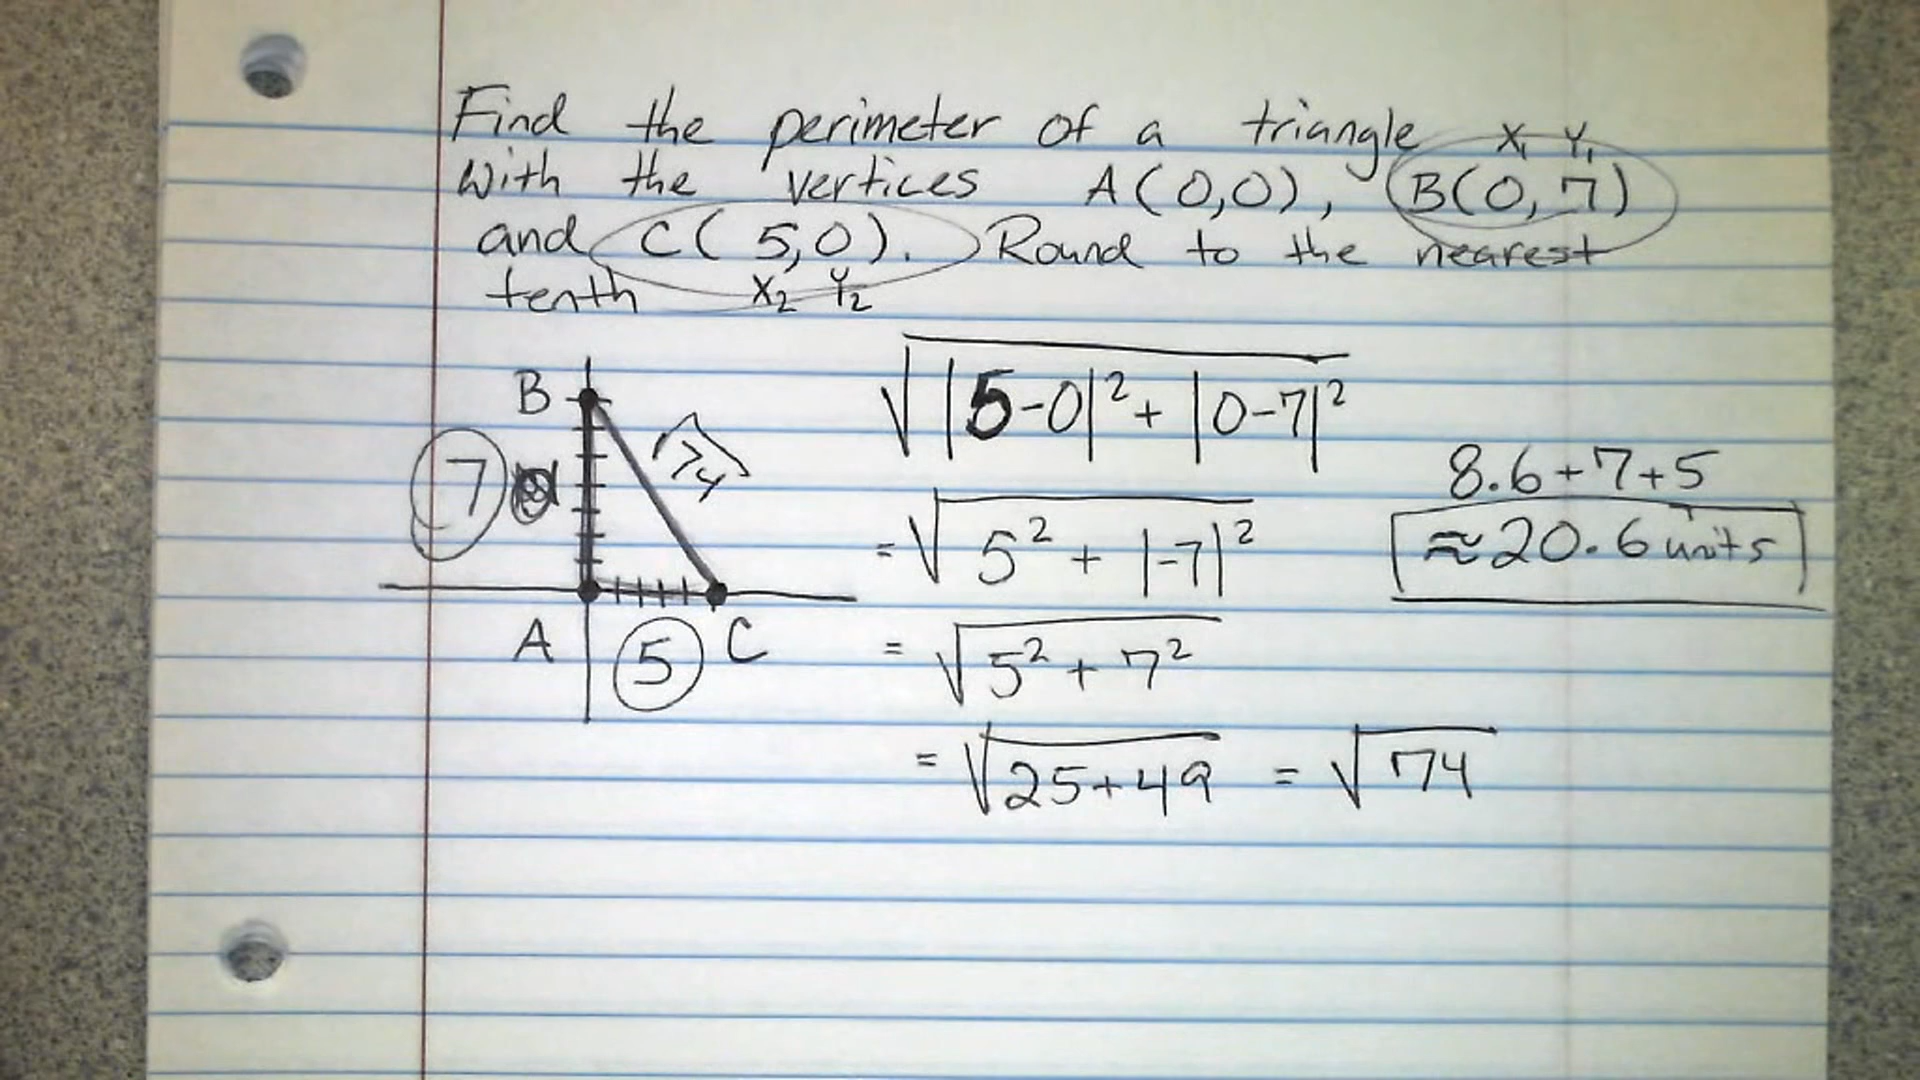 Find the perimeter of a triangle
X₁ Y₁
with the vertices A(0,0), B(0,7)
and C(5,0). Round to the nearest
tenth
X₂ Y₂
B
7
√74
A
5
C
√|5-0|² + |0-7|²
= √5² + |-7|²
= √5² + 7²
= √25+49 = √74
8.6+7+5
≈20.6 units